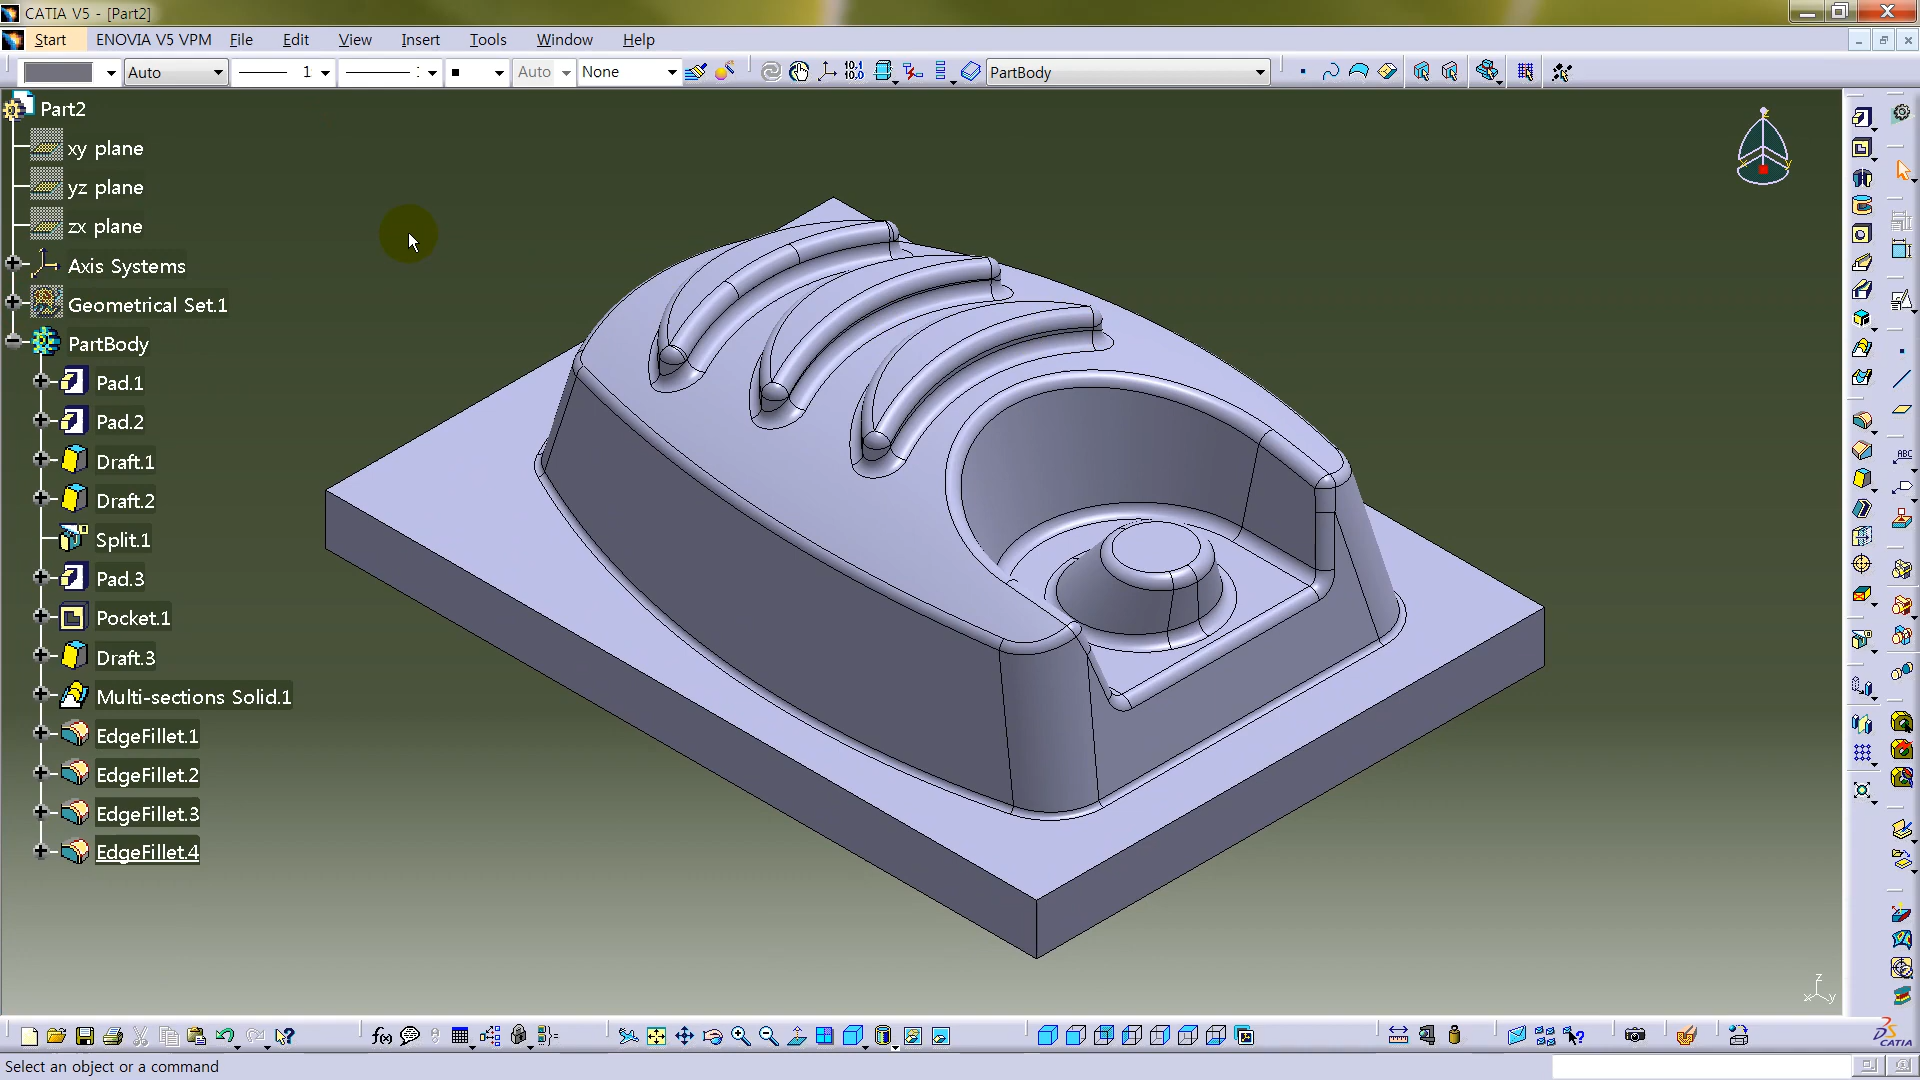 CATIA V5 - [Part2]
Start ENOVIA V5 VPM File Edit View Insert Tools Window Help
Auto 1 Auto None PartBody
Part2
xy plane
yz plane
zx plane
Axis Systems
Geometrical Set.1
PartBody
Pad.1
Pad.2
Draft.1
Draft.2
Split.1
Pad.3
Pocket.1
Draft.3
Multi-sections Solid.1
EdgeFillet.1
EdgeFillet.2
EdgeFillet.3
EdgeFillet.4
z
x y
f(x)
CATIA
Select an object or a command